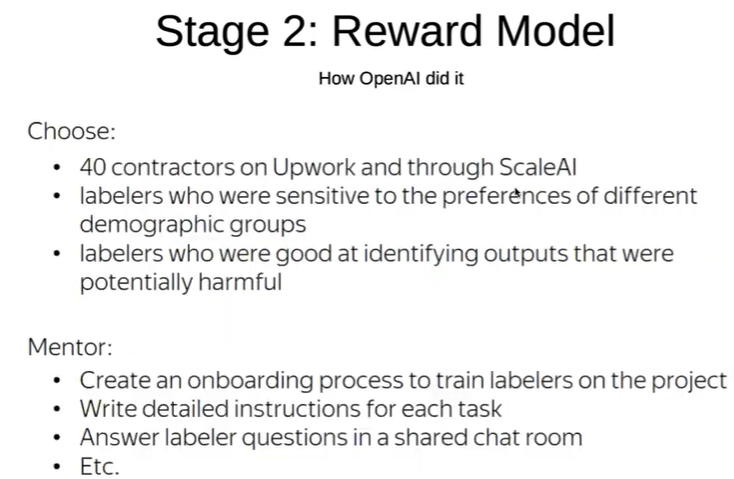 Stage 2: Reward Model
How OpenAI did it
Choose:
• 40 contractors on Upwork and through ScaleAI
• labelers who were sensitive to the preferences of different
demographic groups
• labelers who were good at identifying outputs that were
potentially harmful
Mentor:
• Create an onboarding process to train labelers on the project
• Write detailed instructions for each task
• Answer labeler questions in a shared chat room
• Etc.